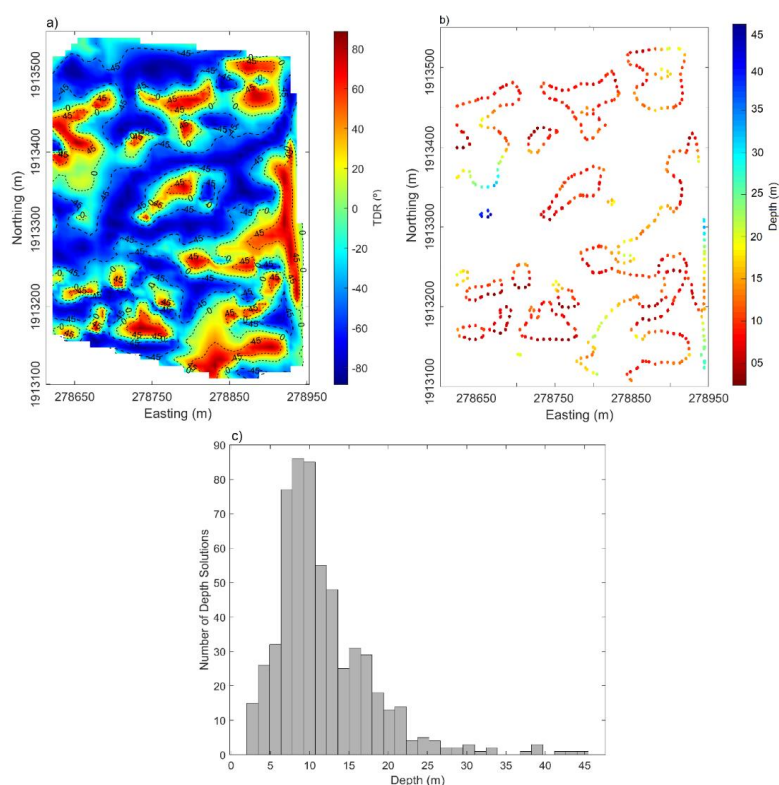 a)
80
60
40
20
0
-20
-40
-60
-80
TDR (º)
1913500
1913400
1913300
1913200
1913100
Northing (m)
278650 278750 278850 278950
Easting (m)
b)
45
40
35
30
25
20
15
10
05
Depth (m)
1913500
1913400
1913300
1913200
1913100
Northing (m)
278650 278750 278850 278950
Easting (m)
c)
90
80
70
60
50
40
30
20
10
0
Number of Depth Solutions
0 5 10 15 20 25 30 35 40 45
Depth (m)